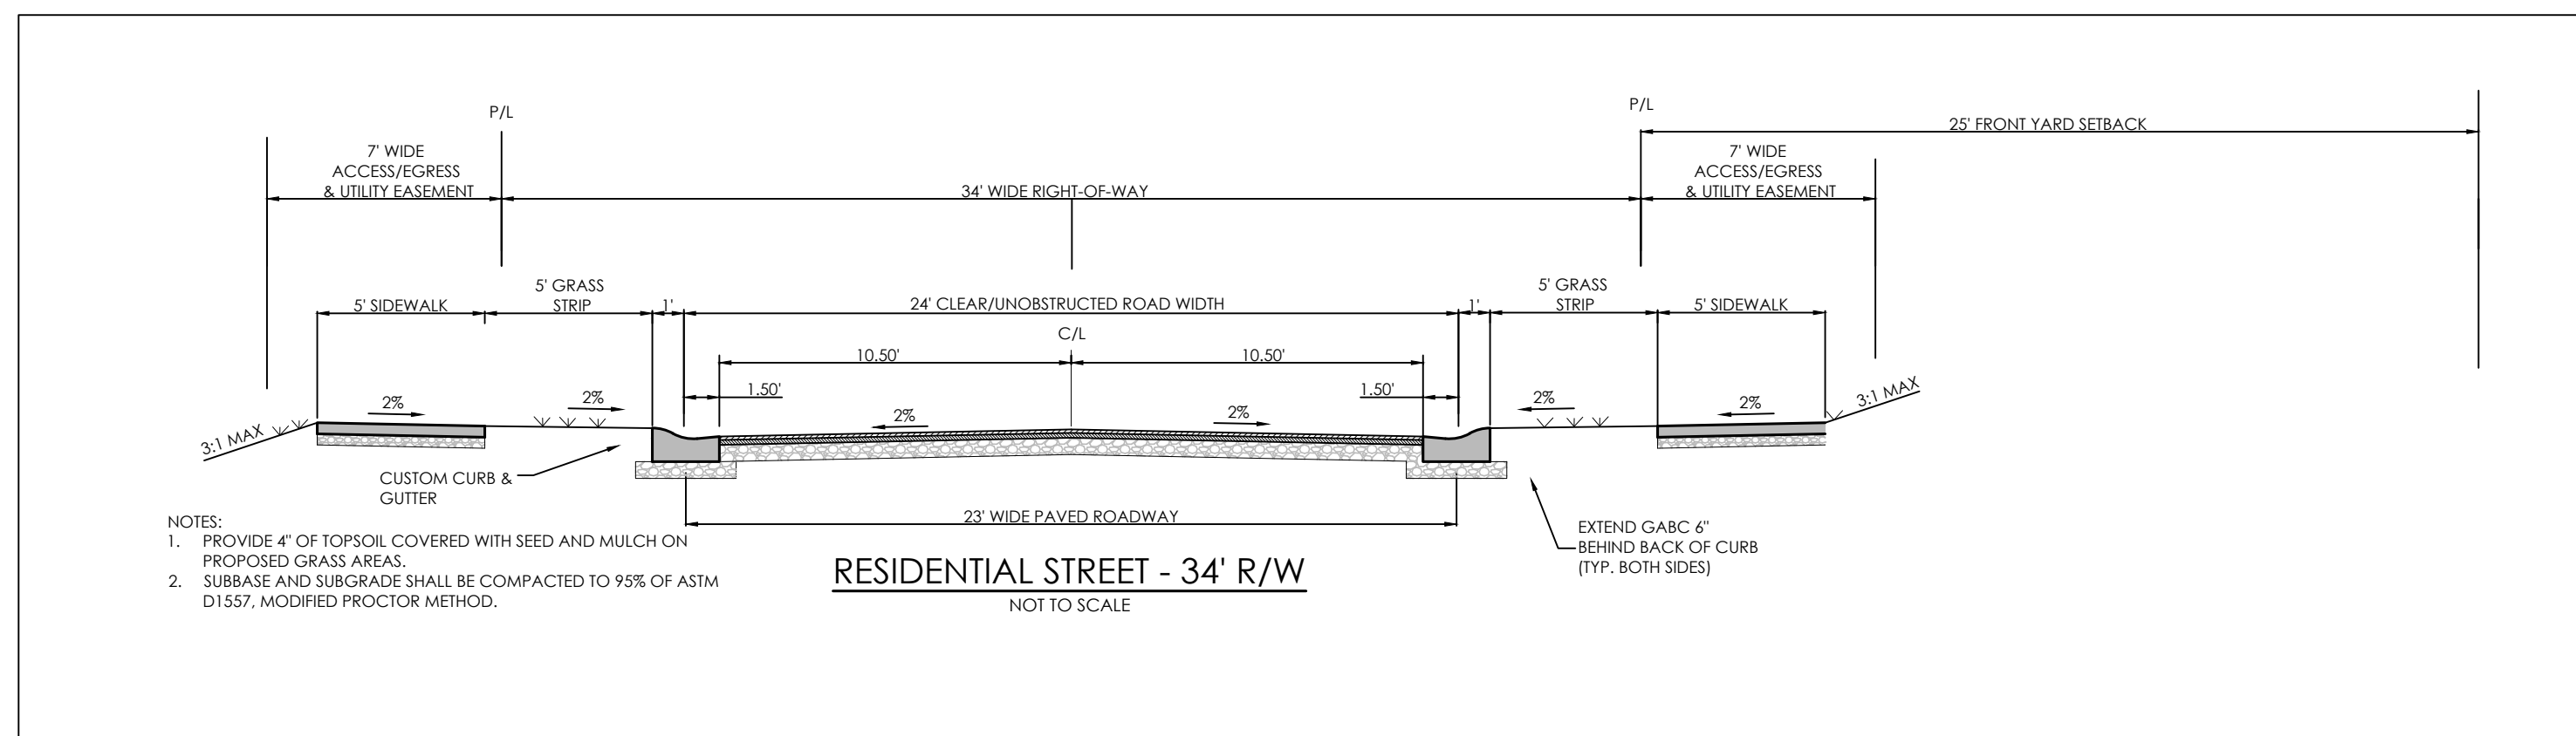 P/L
P/L
25' FRONT YARD SETBACK
7' WIDE
ACCESS/EGRESS
& UTILITY EASEMENT
34' WIDE RIGHT-OF-WAY
7' WIDE
ACCESS/EGRESS
& UTILITY EASEMENT
5' SIDEWALK
5' GRASS
STRIP
1'
24' CLEAR/UNOBSTRUCTED ROAD WIDTH
1'
5' GRASS
STRIP
5' SIDEWALK
C/L
10.50'
10.50'
1.50'
1.50'
3:1 MAX
2%
2%
2%
2%
2%
2%
3:1 MAX
CUSTOM CURB &
GUTTER
23' WIDE PAVED ROADWAY
EXTEND GABC 6"
BEHIND BACK OF CURB
(TYP. BOTH SIDES)
NOTES:
1. PROVIDE 4" OF TOPSOIL COVERED WITH SEED AND MULCH ON
PROPOSED GRASS AREAS.
2. SUBBASE AND SUBGRADE SHALL BE COMPACTED TO 95% OF ASTM
D1557, MODIFIED PROCTOR METHOD.
RESIDENTIAL STREET - 34' R/W
NOT TO SCALE